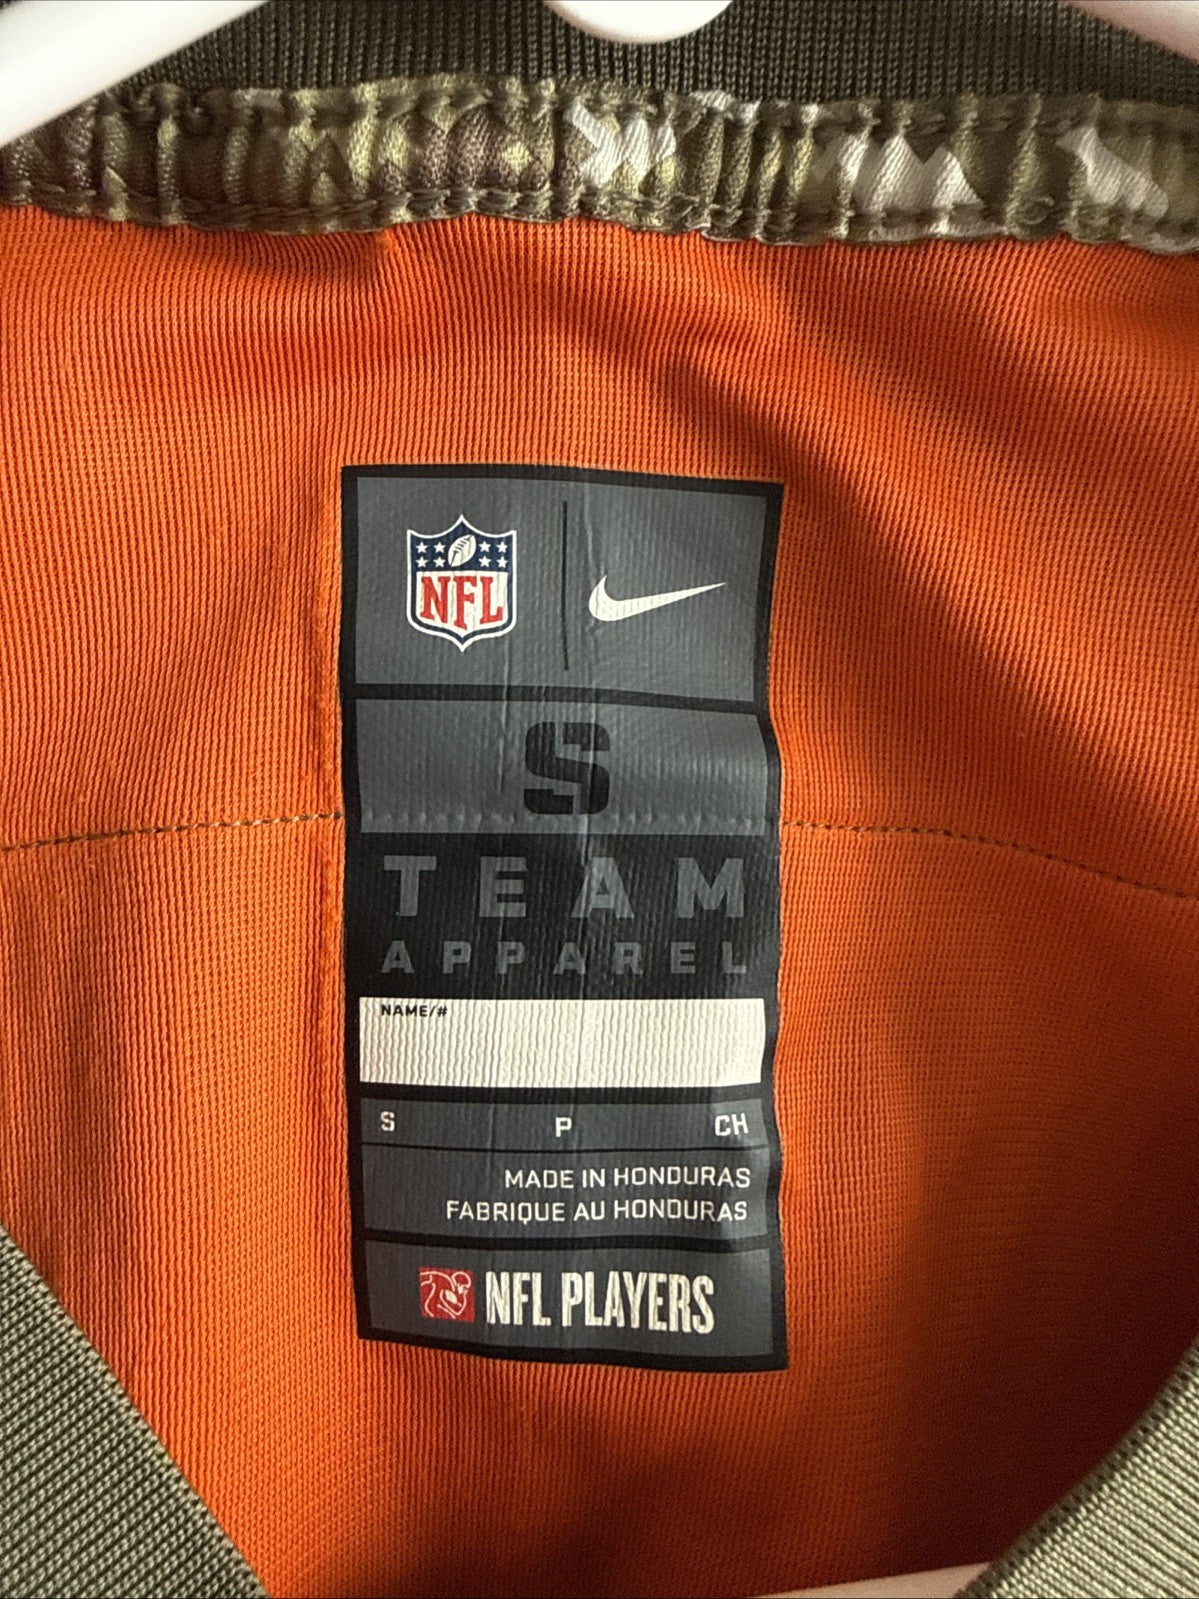 NFL
S
TEAM
APPAREL
NAME/#
S P CH
MADE IN HONDURAS
FABRIQUE AU HONDURAS
NFL PLAYERS